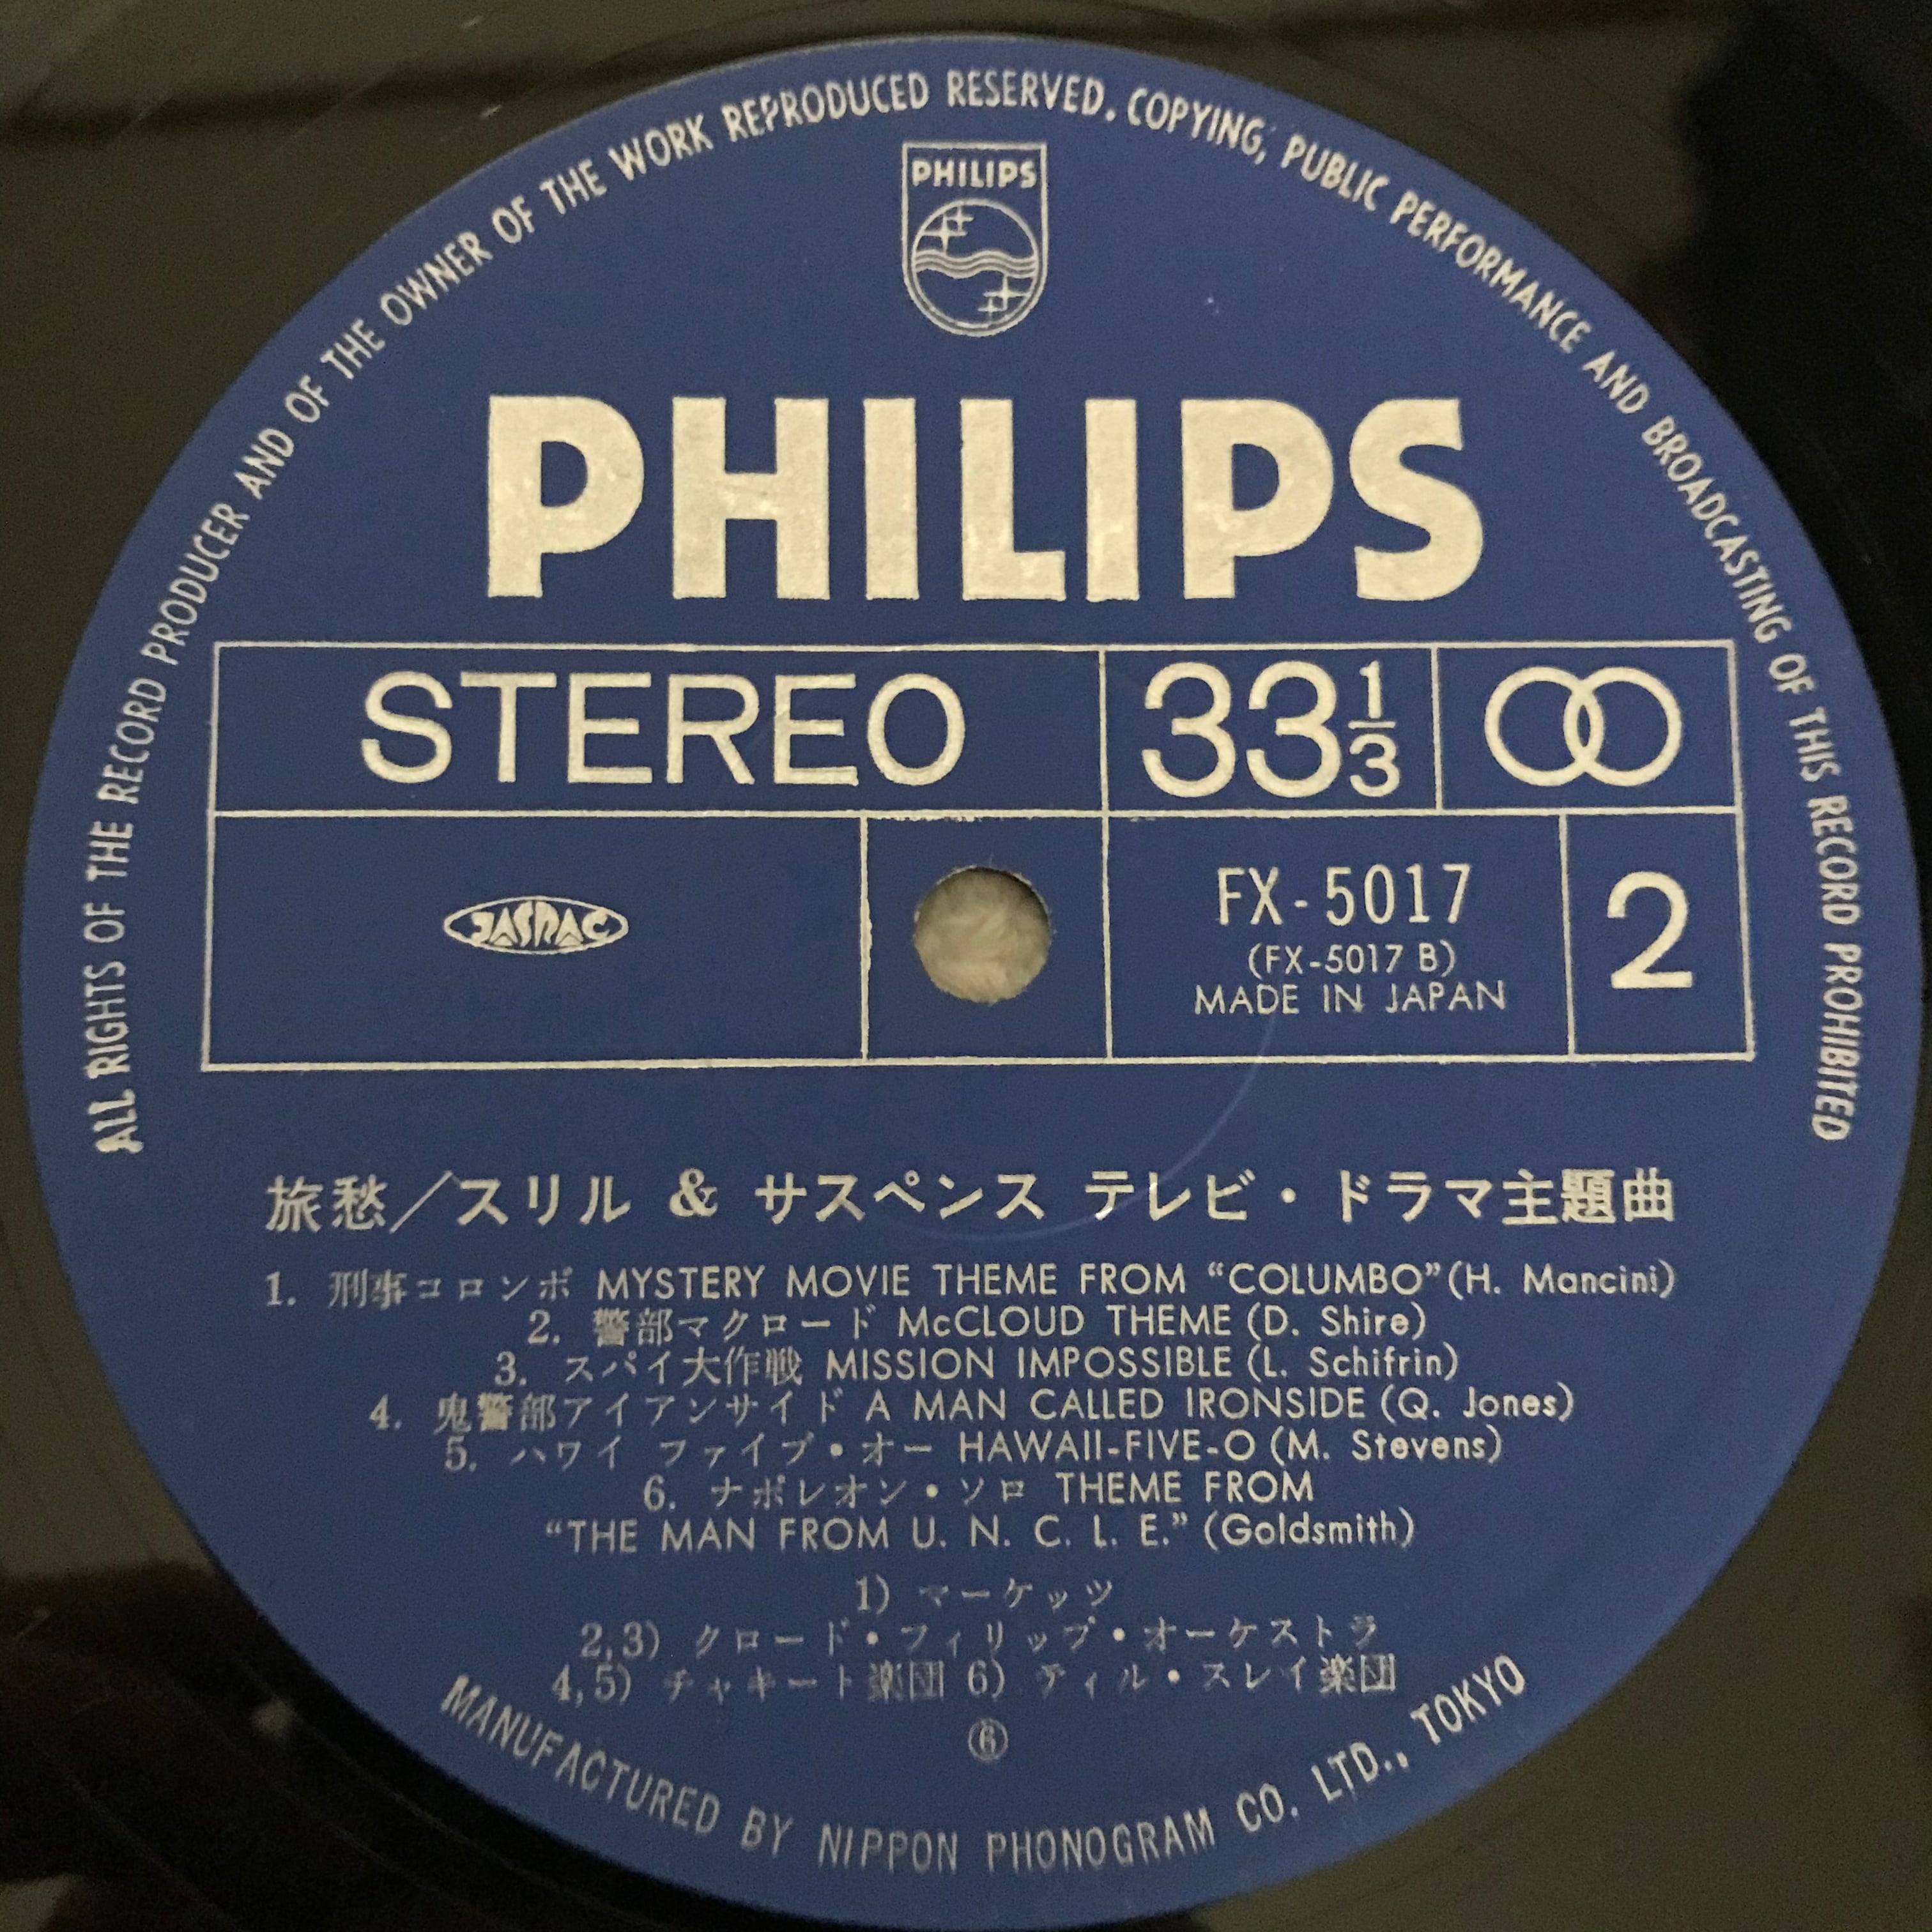 ALL RIGHTS OF THE RECORD PRODUCER AND OF THE OWNER OF THE WORK REPRODUCED RESERVED. COPYING, PUBLIC PERFORMANCE AND BROADCASTING OF THIS RECORD PROHIBITED
PHILIPS
PHILIPS
STEREO 33 1/3
JASRAC
FX-5017
(FX-5017 B)
MADE IN JAPAN
2
旅愁／スリル & サスペンス テレビ・ドラマ主題曲
1. 刑事コロンボ MYSTERY MOVIE THEME FROM “COLUMBO” (H. Mancini)
2. 警部マクロード McCLOUD THEME (D. Shire)
3. スパイ大作戦 MISSION IMPOSSIBLE (L. Schifrin)
4. 鬼警部アイアンサイド A MAN CALLED IRONSIDE (Q. Jones)
5. ハワイ ファイブ・オー HAWAII-FIVE-O (M. Stevens)
6. ナポレオン・ソロ THEME FROM
“THE MAN FROM U. N. C. L. E.” (Goldsmith)
1) マーケッツ
2,3) クロード・フィリップ・オーケストラ
4,5) チャキート楽団 6) ティル・スレイ楽団
⑥
MANUFACTURED BY NIPPON PHONOGRAM CO. LTD., TOKYO